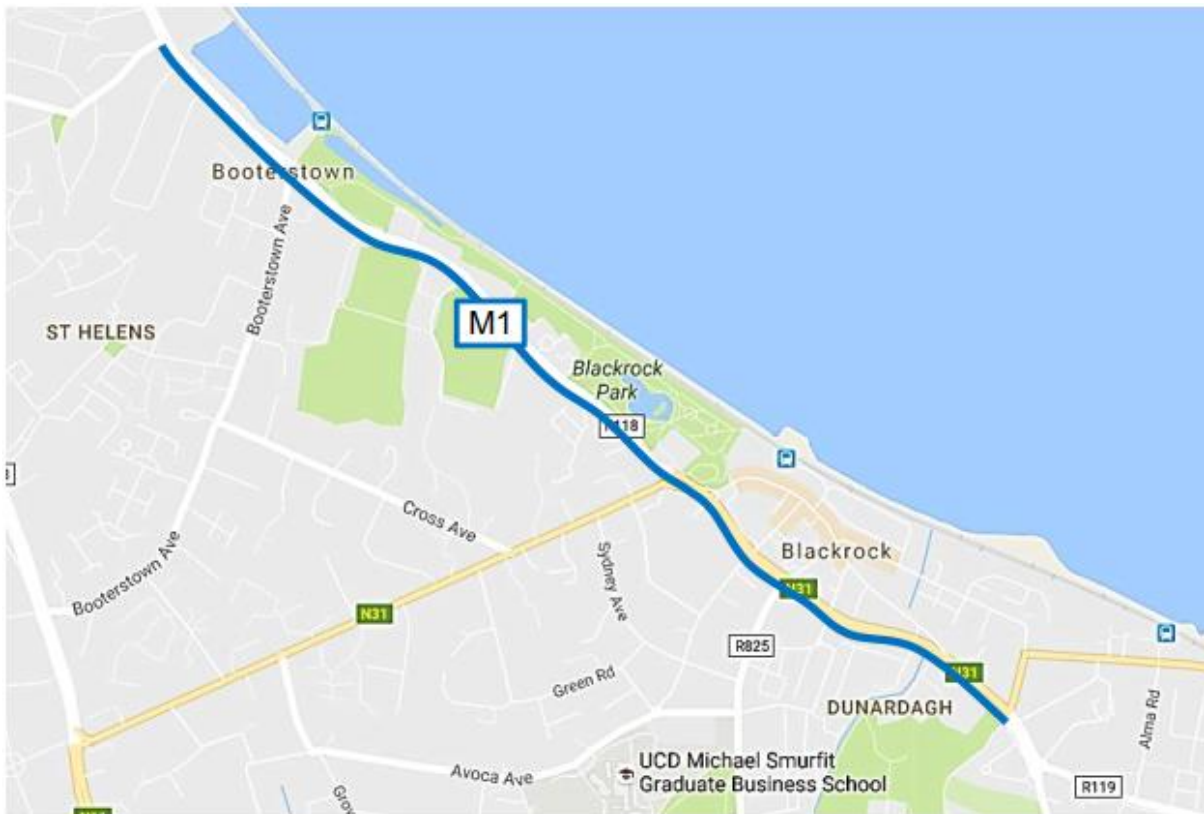 Booterstown
Booterstown Ave
ST HELENS
M1
Blackrock
Park
R118
Cross Ave
Sydney Ave
Blackrock
Booterstown Ave
N31
N31
R825
Green Rd
N31
DUNARDAGH
Alma Rd
UCD Michael Smurfit
Graduate Business School
Avoca Ave
R119